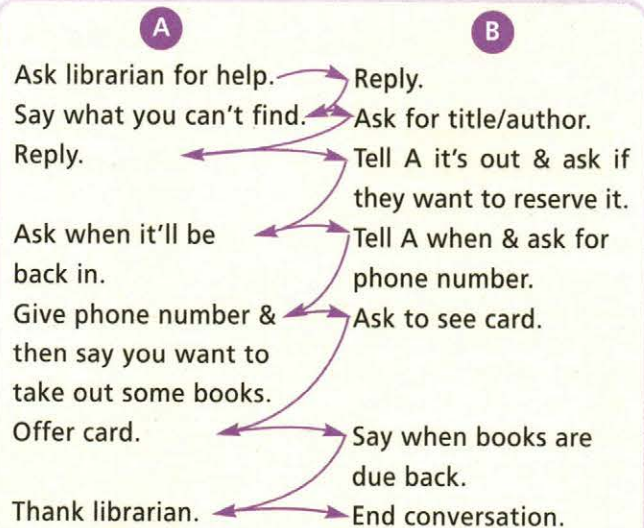 A
B
Ask librarian for help.
Reply.
Say what you can't find.
Ask for title/author.
Reply.
Tell A it's out & ask if
they want to reserve it.
Ask when it'll be
back in.
Tell A when & ask for
phone number.
Give phone number &
then say you want to
take out some books.
Ask to see card.
Offer card.
Say when books are
due back.
Thank librarian.
End conversation.